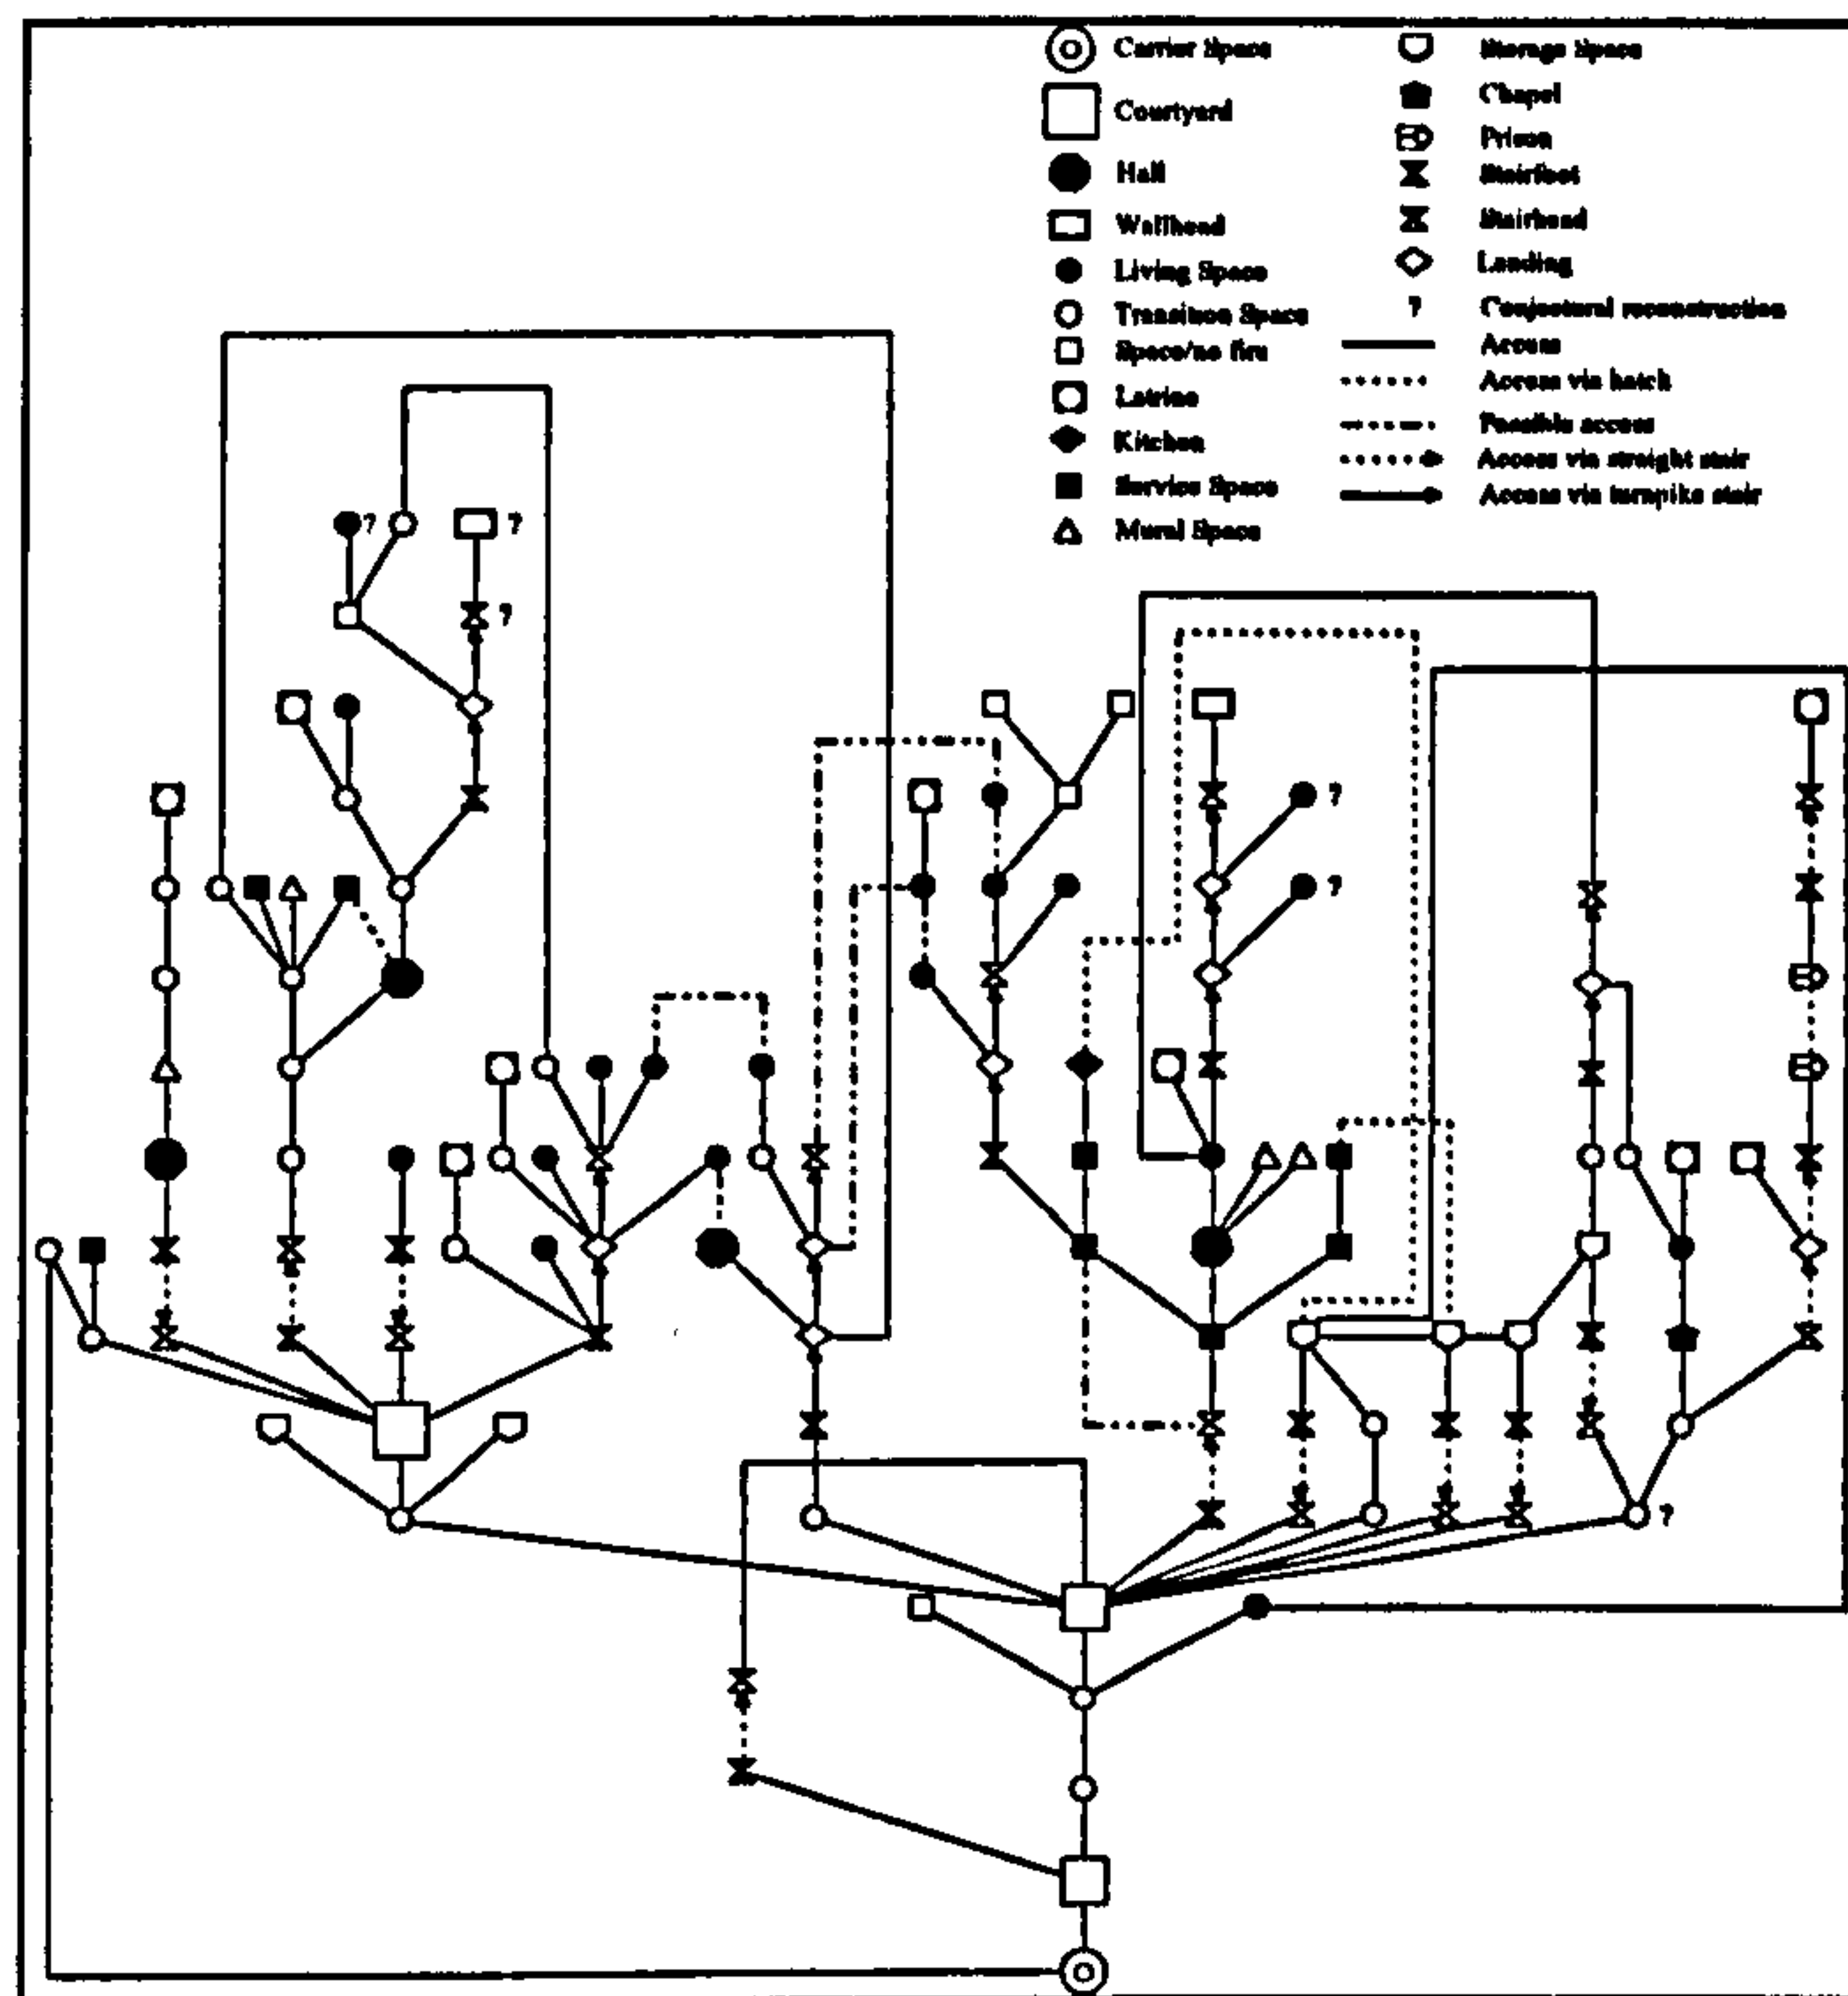 Carrier Space
Courtyard
Hall
Wallhead
Living Space
Transition Space
Space/no fire
Latrine
Kitchen
Service Space
Mural Space
Storage Space
Chapel
Prison
Stairfoot
Stairhead
Landing
? Conjectural reconstruction
Access
Access via hatch
Possible access
Access via straight stair
Access via turnpike stair
?
?
?
?
?
?